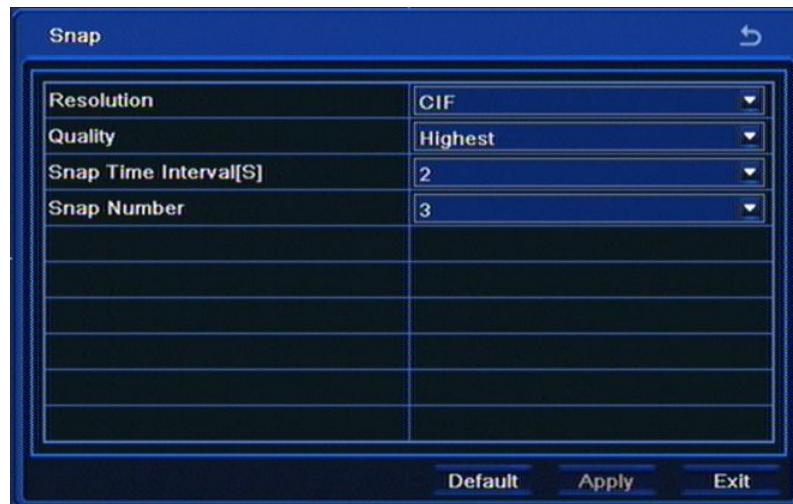 Snap
Resolution CIF
Quality Highest
Snap Time Interval[S] 2
Snap Number 3
Default Apply Exit